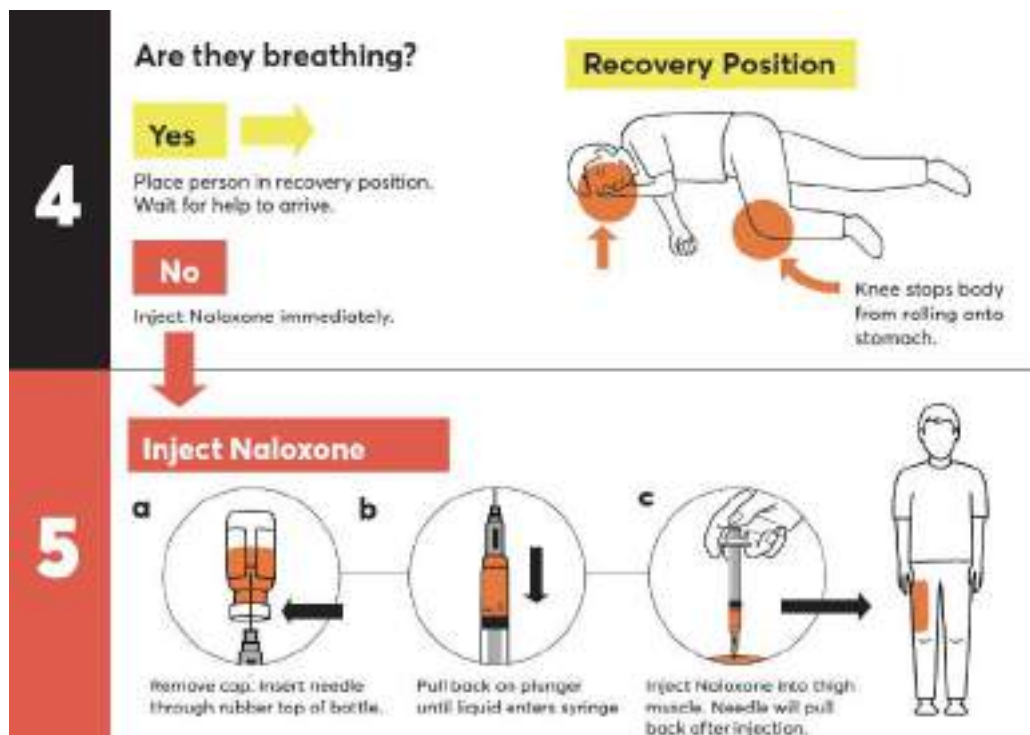 4
Are they breathing?
Yes
Place person in recovery position.
Wait for help to arrive.
No
Inject Naloxone immediately.
Recovery Position
Knee stops body
from rolling onto
stomach.
5
Inject Naloxone
a
Remove cap. Insert needle
through rubber top of bottle.
b
Pull back on plunger
until liquid enters syringe
c
Inject Naloxone into thigh
muscle. Needle will pull
back after injection.